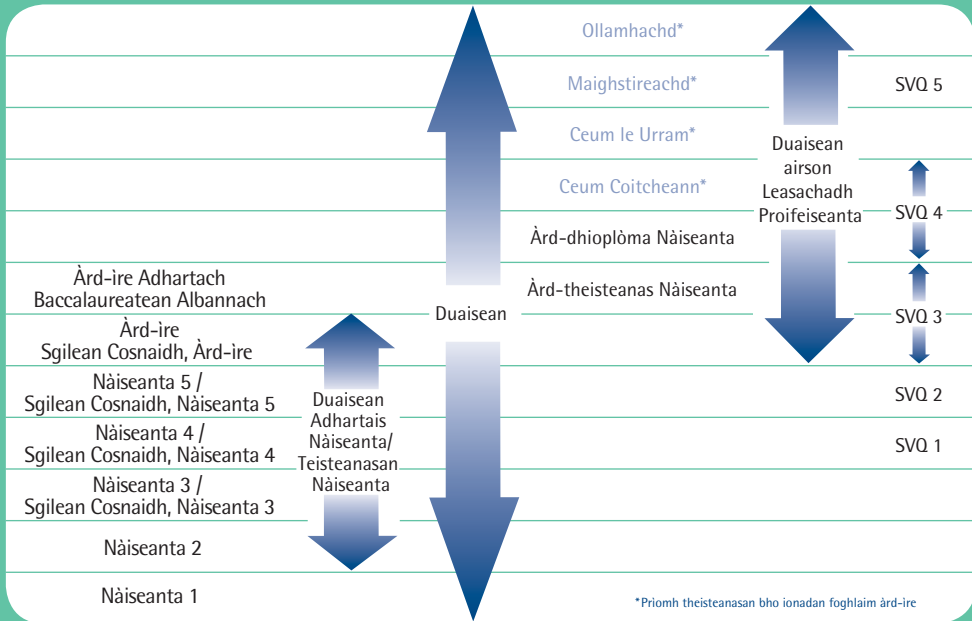 Ollamhachd*
Maighstireachd*
SVQ 5
Ceum le Urram*
Duaisean
airson
Leasachadh
Proifeiseanta
Ceum Coitcheann*
SVQ 4
Àrd-dhioplòma Nàiseanta
Àrd-ìre Adhartach
Baccalaureatean Albannach
Àrd-theisteanas Nàiseanta
Duaisean
SVQ 3
Àrd-ìre
Sgilean Cosnaidh, Àrd-ìre
Nàiseanta 5 /
Sgilean Cosnaidh, Nàiseanta 5
SVQ 2
Duaisean
Adhartais
Nàiseanta/
Teisteanasan
Nàiseanta
Nàiseanta 4 /
Sgilean Cosnaidh, Nàiseanta 4
SVQ 1
Nàiseanta 3 /
Sgilean Cosnaidh, Nàiseanta 3
Nàiseanta 2
Nàiseanta 1
*Prìomh theisteanasan bho ionadan foghlaim àrd-ìre